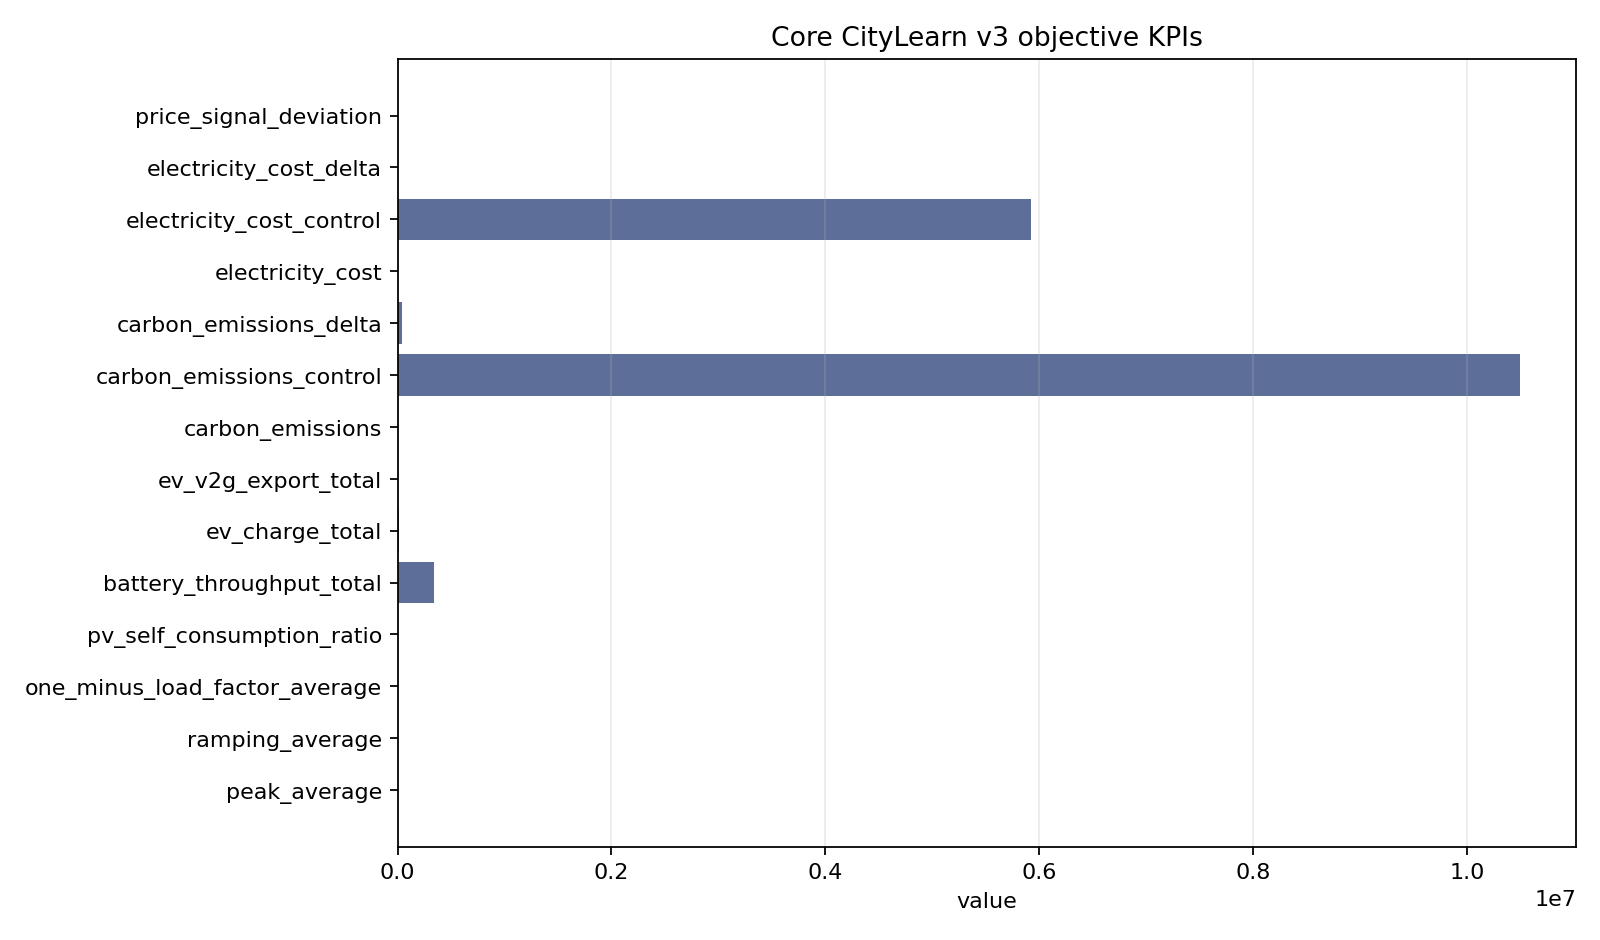 Core CityLearn v3 objective KPIs
price_signal_deviation
electricity_cost_delta
electricity_cost_control
electricity_cost
carbon_emissions_delta
carbon_emissions_control
carbon_emissions
ev_v2g_export_total
ev_charge_total
battery_throughput_total
pv_self_consumption_ratio
one_minus_load_factor_average
ramping_average
peak_average
0.0 0.2 0.4 0.6 0.8 1.0
value
1e7